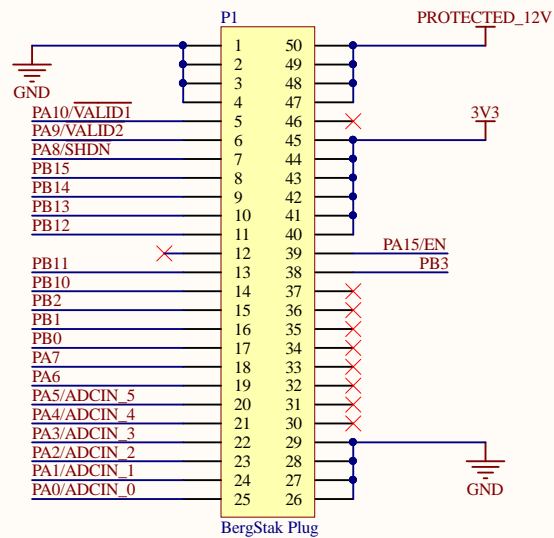 P1 PROTECTED_12V
1 50
2 49
3 48
GND 4 47
PA10/VALID1 5 46 3V3
PA9/VALID2 6 45
PA8/SHDN 7 44
PB15 8 43
PB14 9 42
PB13 10 41
PB12 11 40
12 39 PA15/EN
PB11 13 38 PB3
PB10 14 37
PB2 15 36
PB1 16 35
PB0 17 34
PA7 18 33
PA6 19 32
PA5/ADCIN_5 20 31
PA4/ADCIN_4 21 30
PA3/ADCIN_3 22 29
PA2/ADCIN_2 23 28
PA1/ADCIN_1 24 27 GND
PA0/ADCIN_0 25 26
BergStak Plug